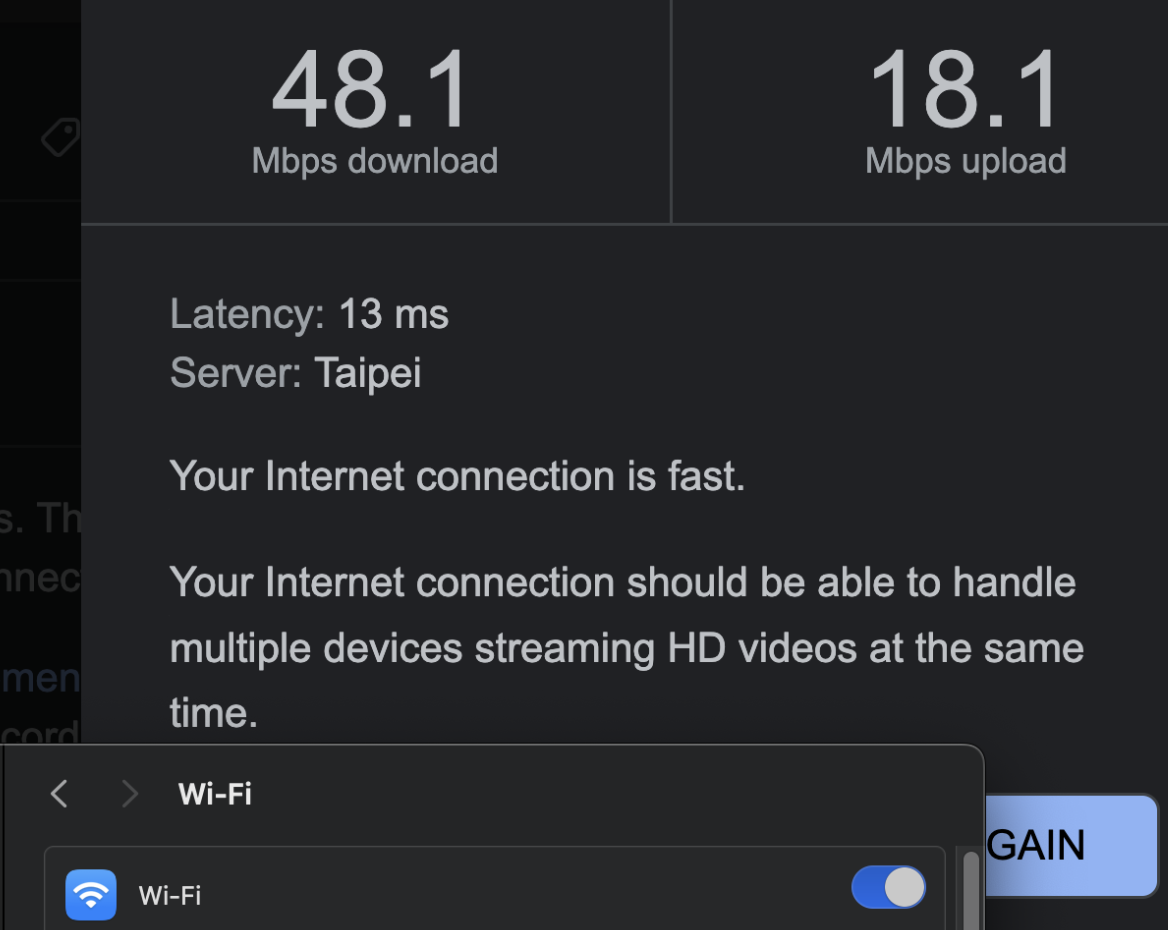 48.1
Mbps download
18.1
Mbps upload
Latency: 13 ms
Server: Taipei
Your Internet connection is fast.
Your Internet connection should be able to handle
multiple devices streaming HD videos at the same
time.
s. Th
nnec
men
cord
Wi-Fi
GAIN
Wi-Fi